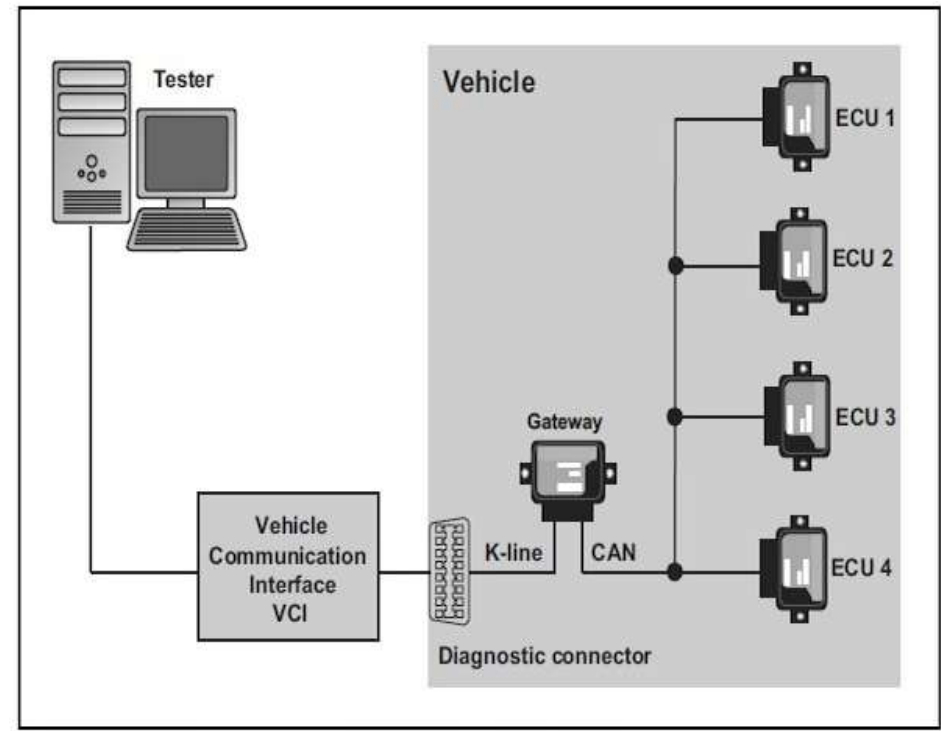 Tester
Vehicle
ECU 1
ECU 2
ECU 3
Gateway
Vehicle
Communication
Interface
VCI
K-line
CAN
ECU 4
Diagnostic connector